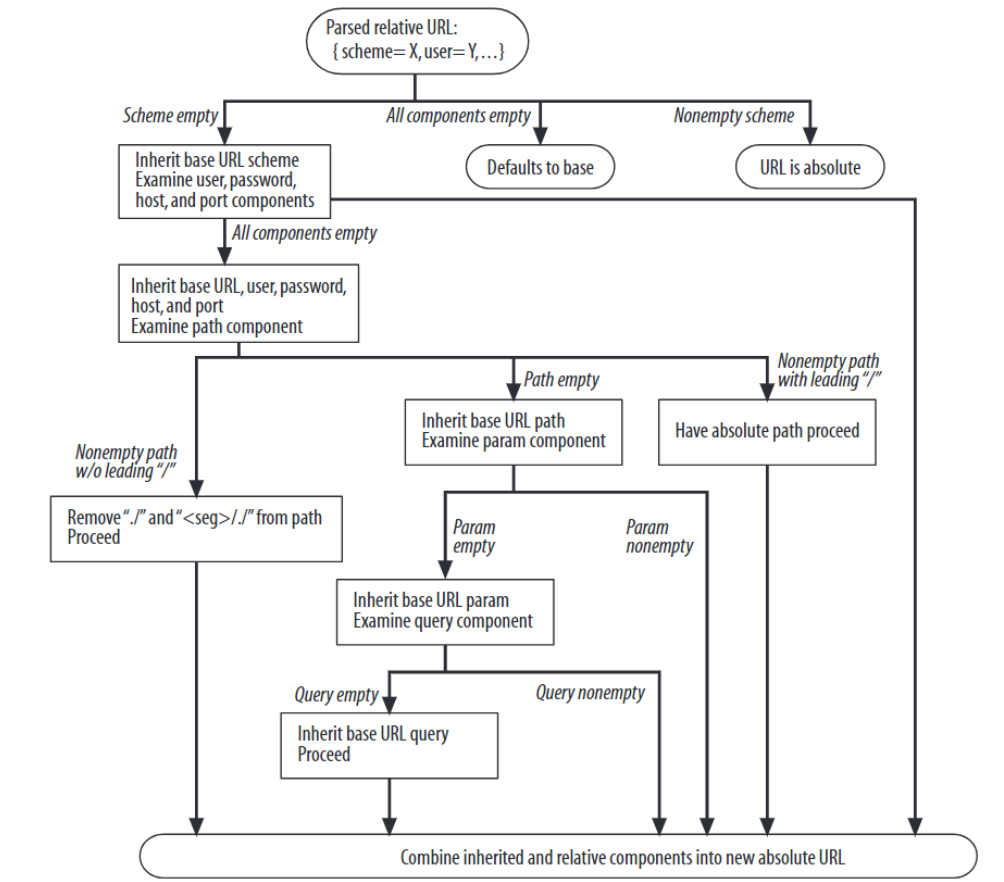 Parsed relative URL:
{ scheme= X, user= Y, …}
Scheme empty
All components empty
Nonempty scheme
Inherit base URL scheme
Examine user, password,
host, and port components
Defaults to base
URL is absolute
All components empty
Inherit base URL, user, password,
host, and port
Examine path component
Nonempty path
w/o leading “/”
Path empty
Nonempty path
with leading “/”
Inherit base URL path
Examine param component
Have absolute path proceed
Remove “./” and “<seg>/./” from path
Proceed
Param
empty
Param
nonempty
Inherit base URL param
Examine query component
Query empty
Query nonempty
Inherit base URL query
Proceed
Combine inherited and relative components into new absolute URL